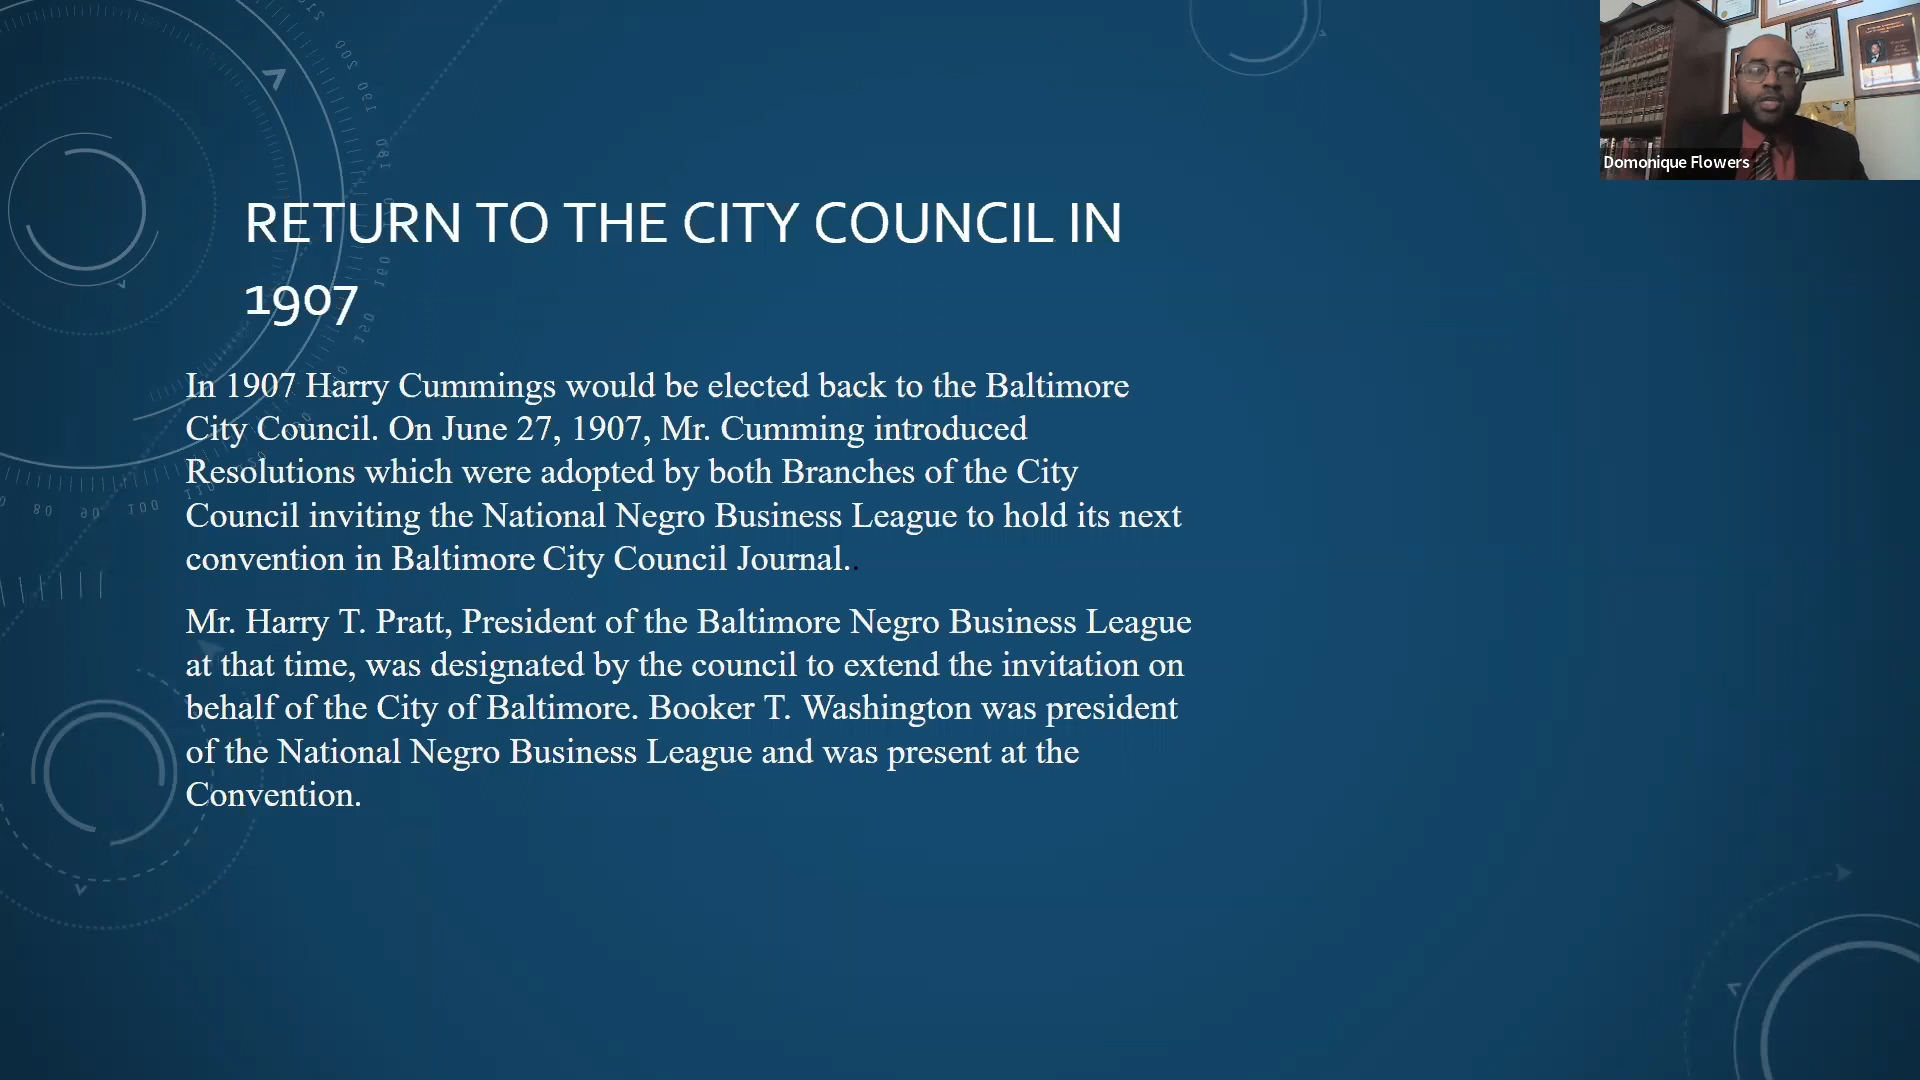 RETURN TO THE CITY COUNCIL IN
1907
In 1907 Harry Cummings would be elected back to the Baltimore
City Council. On June 27, 1907, Mr. Cumming introduced
Resolutions which were adopted by both Branches of the City
Council inviting the National Negro Business League to hold its next
convention in Baltimore City Council Journal..
Mr. Harry T. Pratt, President of the Baltimore Negro Business League
at that time, was designated by the council to extend the invitation on
behalf of the City of Baltimore. Booker T. Washington was president
of the National Negro Business League and was present at the
Convention.
Domonique Flowers